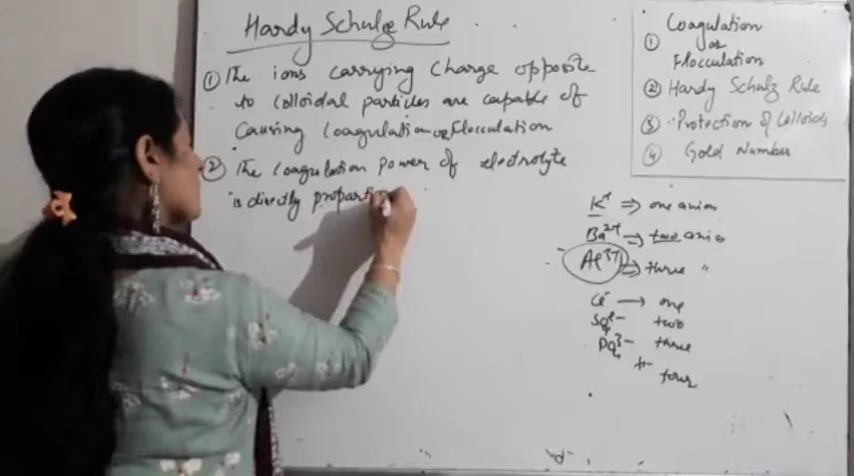 Hardy Schulze Rule
① The ions carrying Charge opposite
to Colloidal particles are capable of
Causing Coagulation or Flocculation
② The Coagulation Power of electrolyte
is directly proportion
① Coagulation
or
Flocculation
② Hardy Schulz Rule
③ Protection of Colloids
④ Gold Number
K⁺ ⇒ one anion
Ba²⁺ ⇒ two anion
Al³⁺ ⇒ three "
Cl⁻ → one
SO₄²⁻ two
PO₄³⁻ three
four